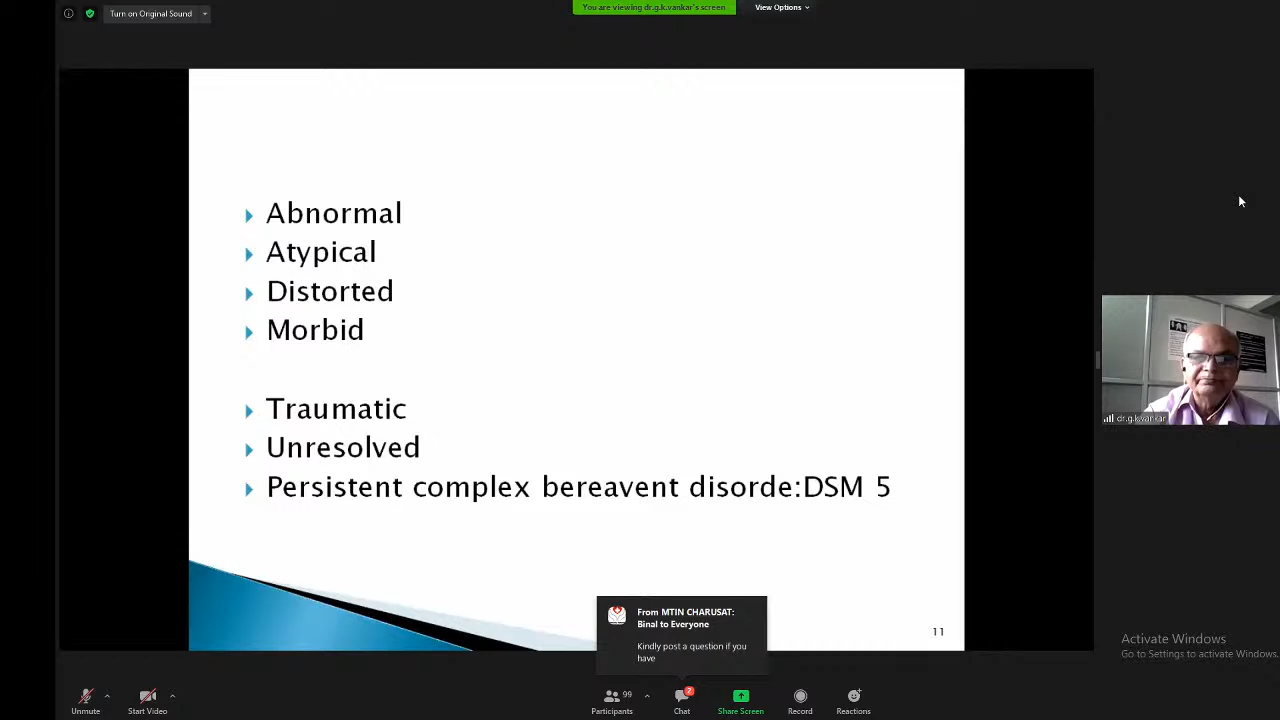 Turn on Original Sound
You are viewing dr.g.k.vankar's screen
View Options
Abnormal
Atypical
Distorted
Morbid
Traumatic
Unresolved
Persistent complex bereavent disorde:DSM 5
dr.g.k.vankar
From MTIN CHARUSAT:
Binal to Everyone
Kindly post a question if you
have
11
Activate Windows
Go to Settings to activate Windows.
Unmute
Start Video
99
Participants
2
Chat
Share Screen
Record
Reactions